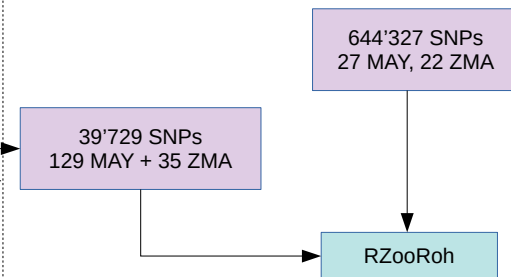 644’327 SNPs
27 MAY, 22 ZMA
39’729 SNPs
129 MAY + 35 ZMA
RZooRoh